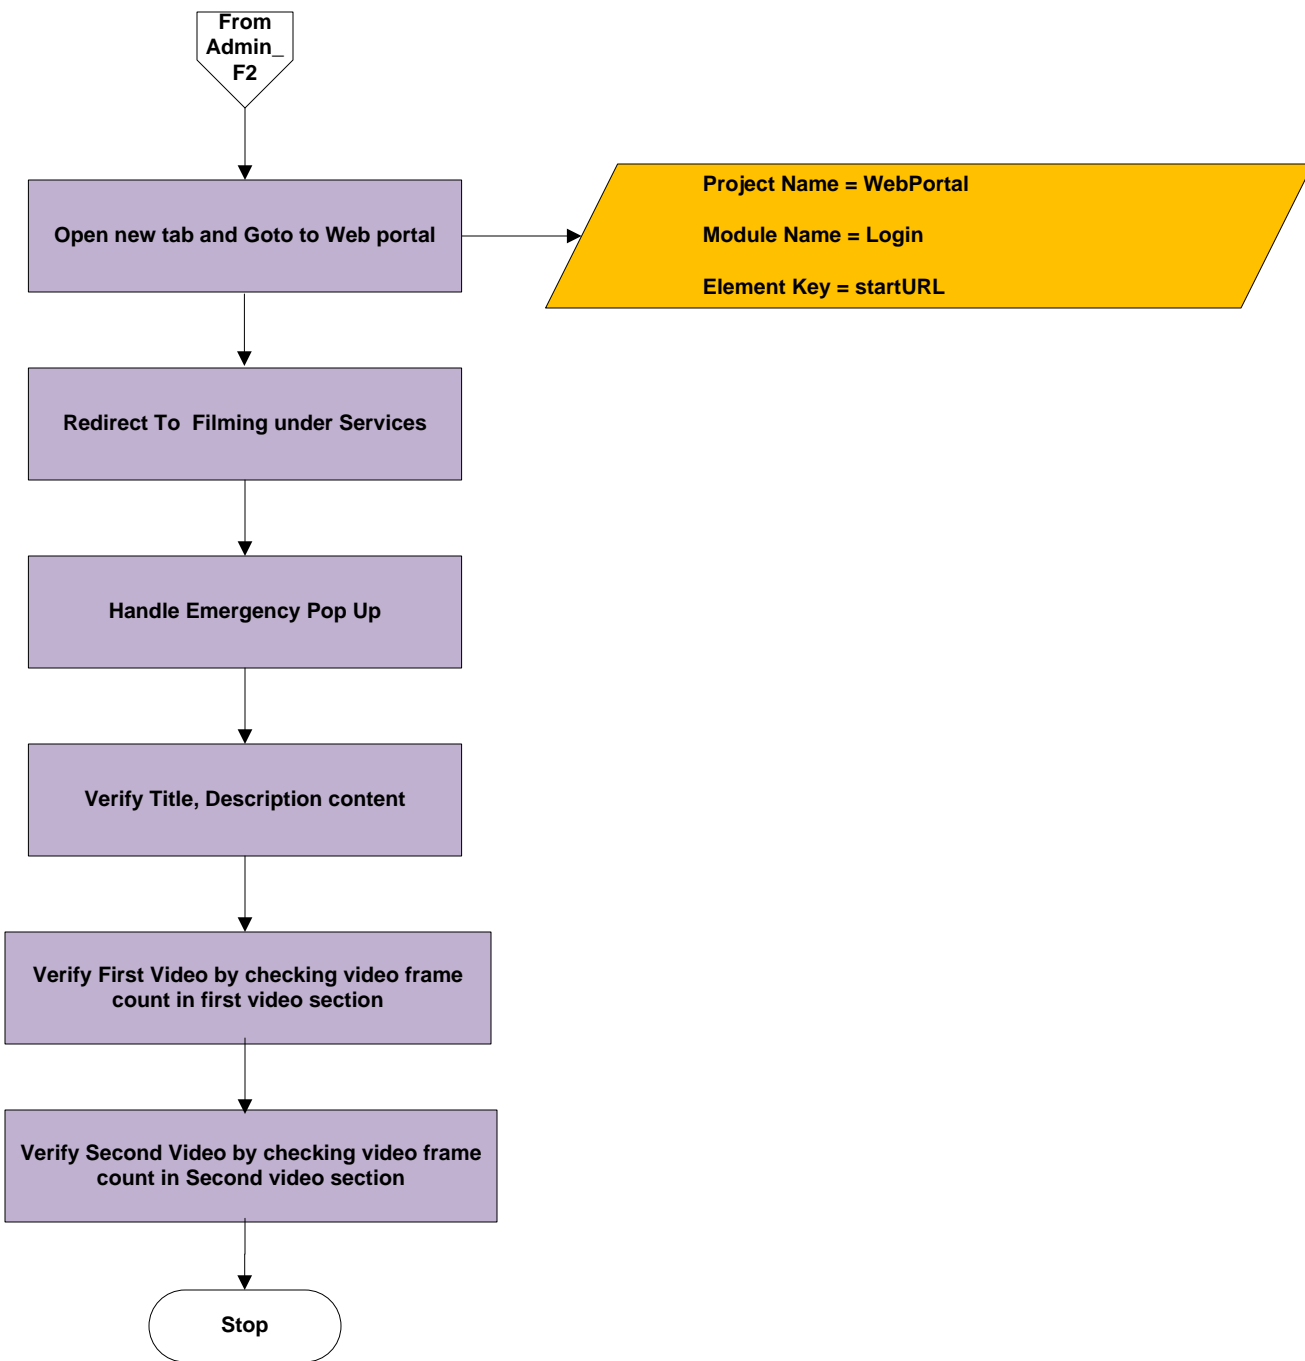 From
Admin_
F2
Open new tab and Goto to Web portal
Project Name = WebPortal
Module Name = Login
Element Key = startURL
Redirect To  Filming under Services
Handle Emergency Pop Up
Verify Title, Description content
Verify First Video by checking video frame
count in first video section
Verify Second Video by checking video frame
count in Second video section
Stop